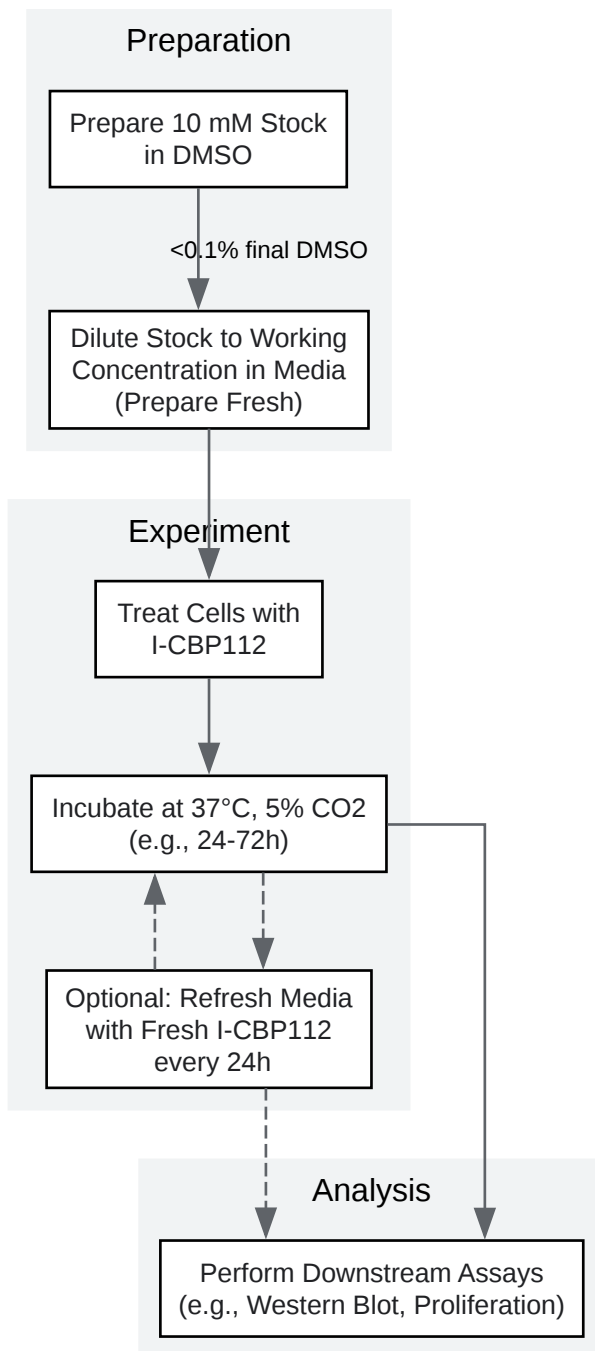 Preparation
Prepare 10 mM Stock
in DMSO
<0.1% final DMSO
Dilute Stock to Working
Concentration in Media
(Prepare Fresh)
Experiment
Treat Cells with
I-CBP112
Incubate at 37°C, 5% CO2
(e.g., 24-72h)
Optional: Refresh Media
with Fresh I-CBP112
every 24h
Analysis
Perform Downstream Assays
(e.g., Western Blot, Proliferation)